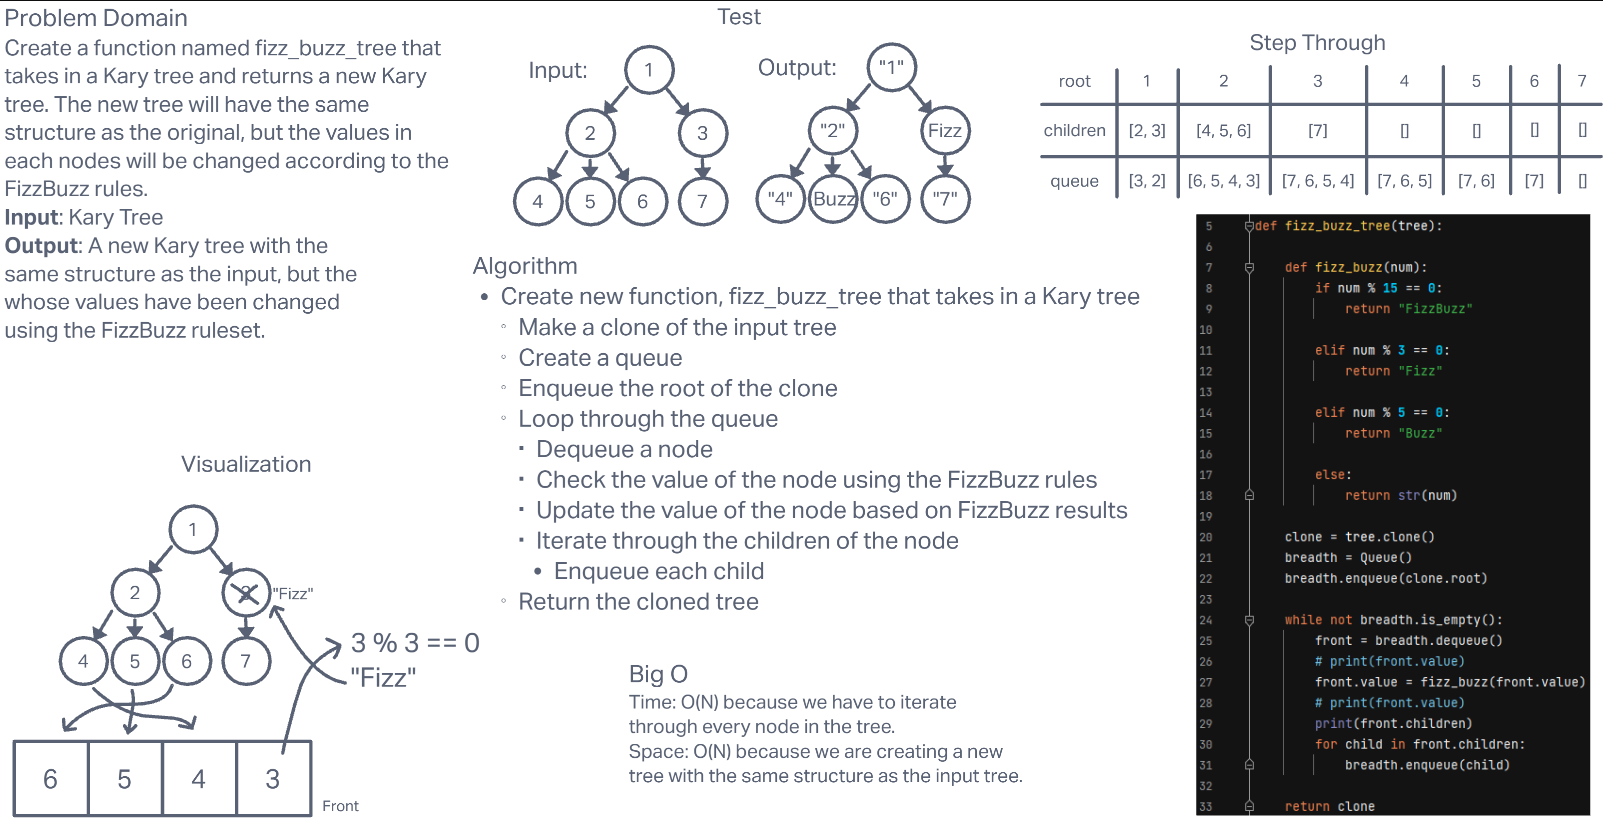 Problem Domain
Create a function named fizz_buzz_tree that
takes in a Kary tree and returns a new Kary
tree. The new tree will have the same
structure as the original, but the values in
each nodes will be changed according to the
FizzBuzz rules.
Input: Kary Tree
Output: A new Kary tree with the
same structure as the input, but the
whose values have been changed
using the FizzBuzz ruleset.
Test
Input:
1
2 3
4 5 6 7
Output:
"1"
"2" Fizz
"4" Buzz "6" "7"
Step Through
root 1 2 3 4 5 6 7
children [2, 3] [4, 5, 6] [7] [] [] [] []
queue [3, 2] [6, 5, 4, 3] [7, 6, 5, 4] [7, 6, 5] [7, 6] [7] []
Algorithm
• Create new function, fizz_buzz_tree that takes in a Kary tree
◦ Make a clone of the input tree
◦ Create a queue
◦ Enqueue the root of the clone
◦ Loop through the queue
▪ Dequeue a node
▪ Check the value of the node using the FizzBuzz rules
▪ Update the value of the node based on FizzBuzz results
▪ Iterate through the children of the node
• Enqueue each child
◦ Return the cloned tree
Visualization
1
2 3 "Fizz"
4 5 6 7
3 % 3 == 0
"Fizz"
6 5 4 3
Front
Big O
Time: O(N) because we have to iterate
through every node in the tree.
Space: O(N) because we are creating a new
tree with the same structure as the input tree.
5 def fizz_buzz_tree(tree):
6
7 def fizz_buzz(num):
8 if num % 15 == 0:
9 return "FizzBuzz"
10
11 elif num % 3 == 0:
12 return "Fizz"
13
14 elif num % 5 == 0:
15 return "Buzz"
16
17 else:
18 return str(num)
19
20 clone = tree.clone()
21 breadth = Queue()
22 breadth.enqueue(clone.root)
23
24 while not breadth.is_empty():
25 front = breadth.dequeue()
26 # print(front.value)
27 front.value = fizz_buzz(front.value)
28 # print(front.value)
29 print(front.children)
30 for child in front.children:
31 breadth.enqueue(child)
32
33 return clone